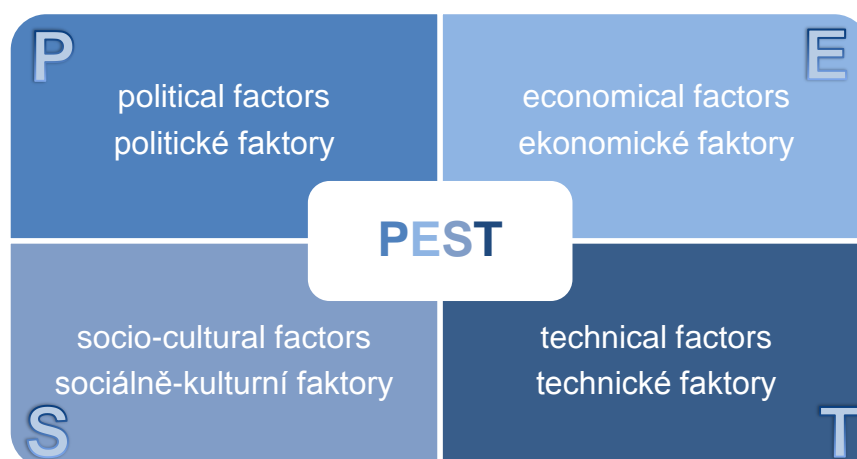 P
political factors
politické faktory
E
economical factors
ekonomické faktory
PEST
socio-cultural factors
sociálně-kulturní faktory
S
technical factors
technické faktory
T